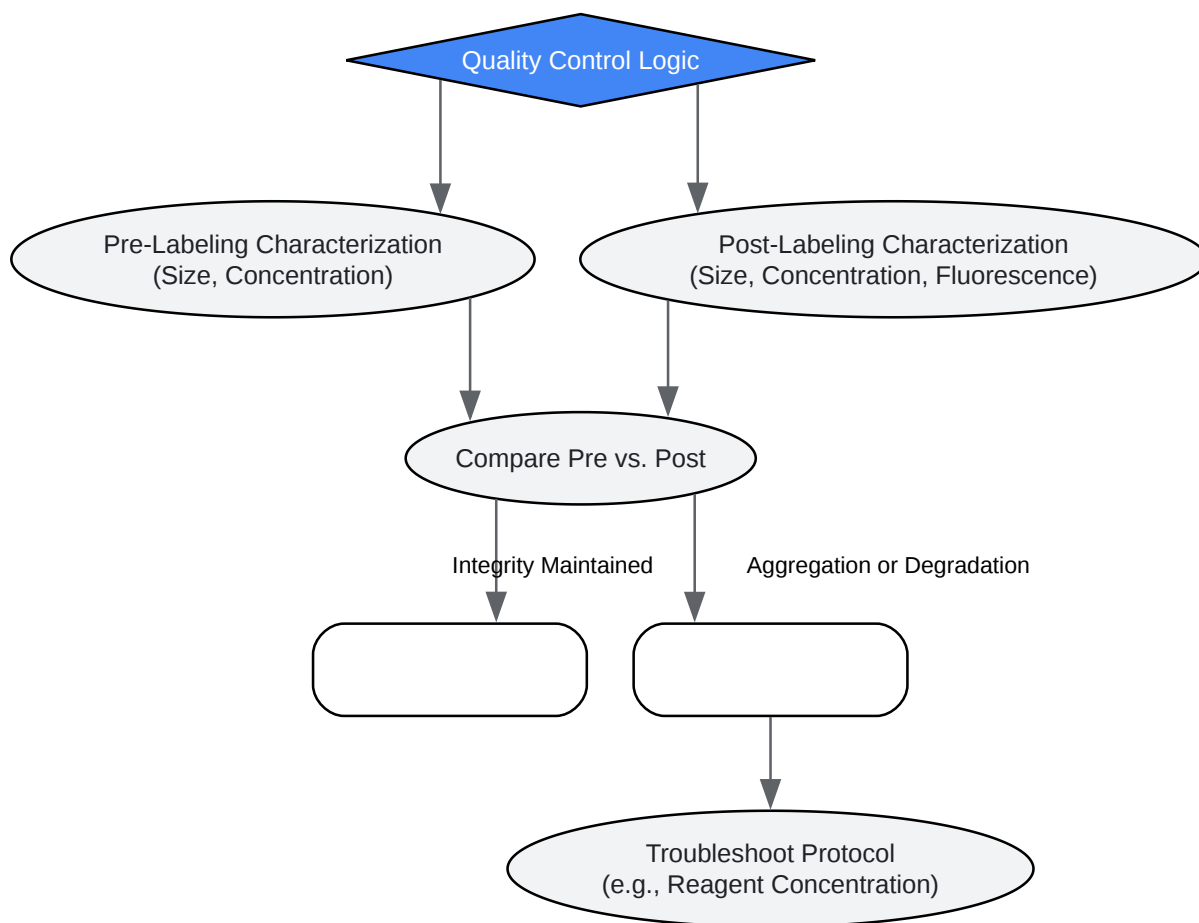 Quality Control Logic
Pre-Labeling Characterization
(Size, Concentration)
Post-Labeling Characterization
(Size, Concentration, Fluorescence)
Compare Pre vs. Post
Integrity Maintained
Aggregation or Degradation
Troubleshoot Protocol
(e.g., Reagent Concentration)